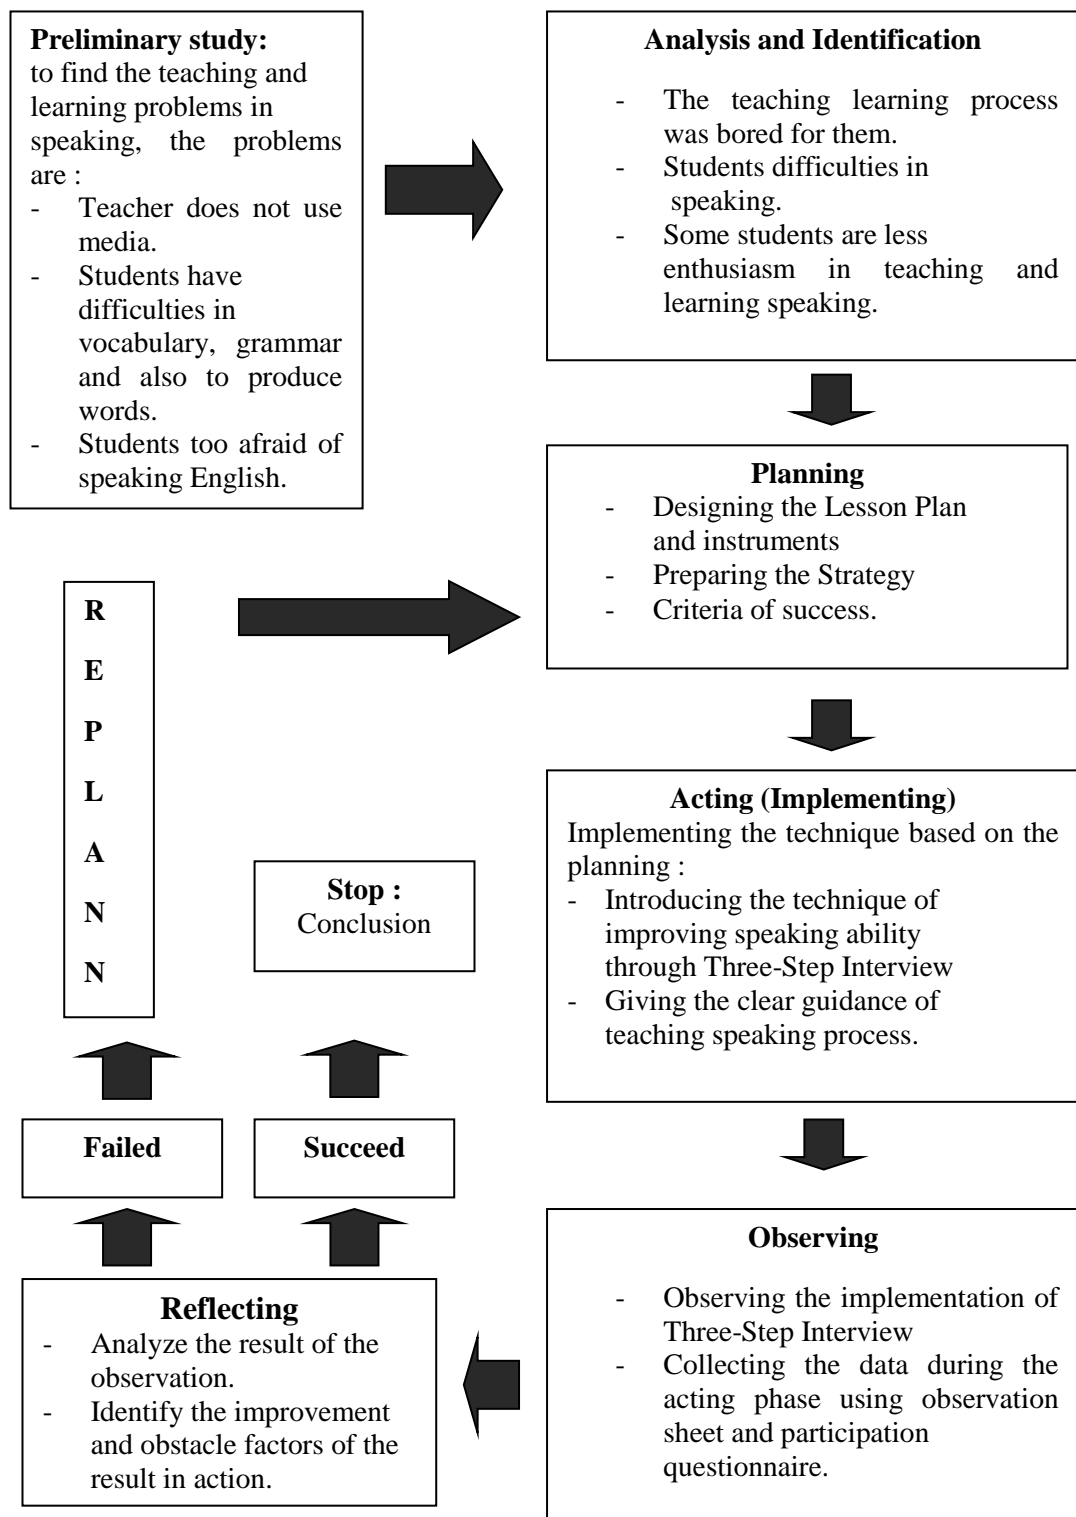 Preliminary study:
to find the teaching and
learning problems in
speaking, the problems
are :
- Teacher does not use
media.
- Students have
difficulties in
vocabulary, grammar
and also to produce
words.
- Students too afraid of
speaking English.
Analysis and Identification
- The teaching learning process
was bored for them.
- Students difficulties in
speaking.
- Some students are less
enthusiasm in teaching and
learning speaking.
Planning
- Designing the Lesson Plan
and instruments
- Preparing the Strategy
- Criteria of success.
Acting (Implementing)
Implementing the technique based on the
planning :
- Introducing the technique of
improving speaking ability
through Three-Step Interview
- Giving the clear guidance of
teaching speaking process.
Observing
- Observing the implementation of
Three-Step Interview
- Collecting the data during the
acting phase using observation
sheet and participation
questionnaire.
Reflecting
- Analyze the result of the
observation.
- Identify the improvement
and obstacle factors of the
result in action.
Failed
Succeed
R
E
P
L
A
N
N
Stop :
Conclusion